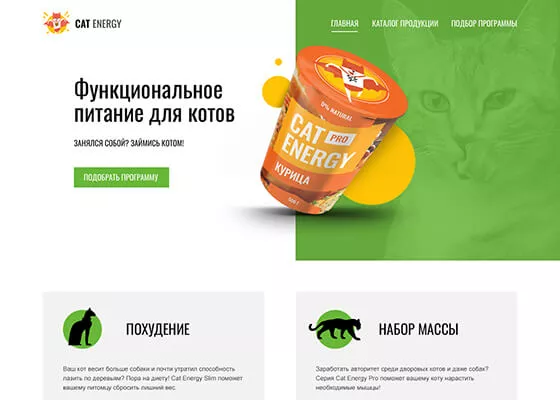 CAT ENERGY
ГЛАВНАЯ
КАТАЛОГ ПРОДУКЦИИ
ПОДБОР ПРОГРАММЫ
Функциональное
питание для котов
ЗАНЯЛСЯ СОБОЙ? ЗАЙМИСЬ КОТОМ!
ПОДОБРАТЬ ПРОГРАММУ
0% NATURAL
CAT PRO
ENERGY
КУРИЦА
500 Г
ПОХУДЕНИЕ
Ваш кот весит больше собаки и почти утратил способность
лазить по деревьям? Пора на диету! Cat Energy Slim поможет
вашему питомцу сбросить лишний вес.
НАБОР МАССЫ
Заработать авторитет среди дворовых котов и даже собак?
Серия Cat Energy Pro поможет вашему коту нарастить
необходимые мышцы!